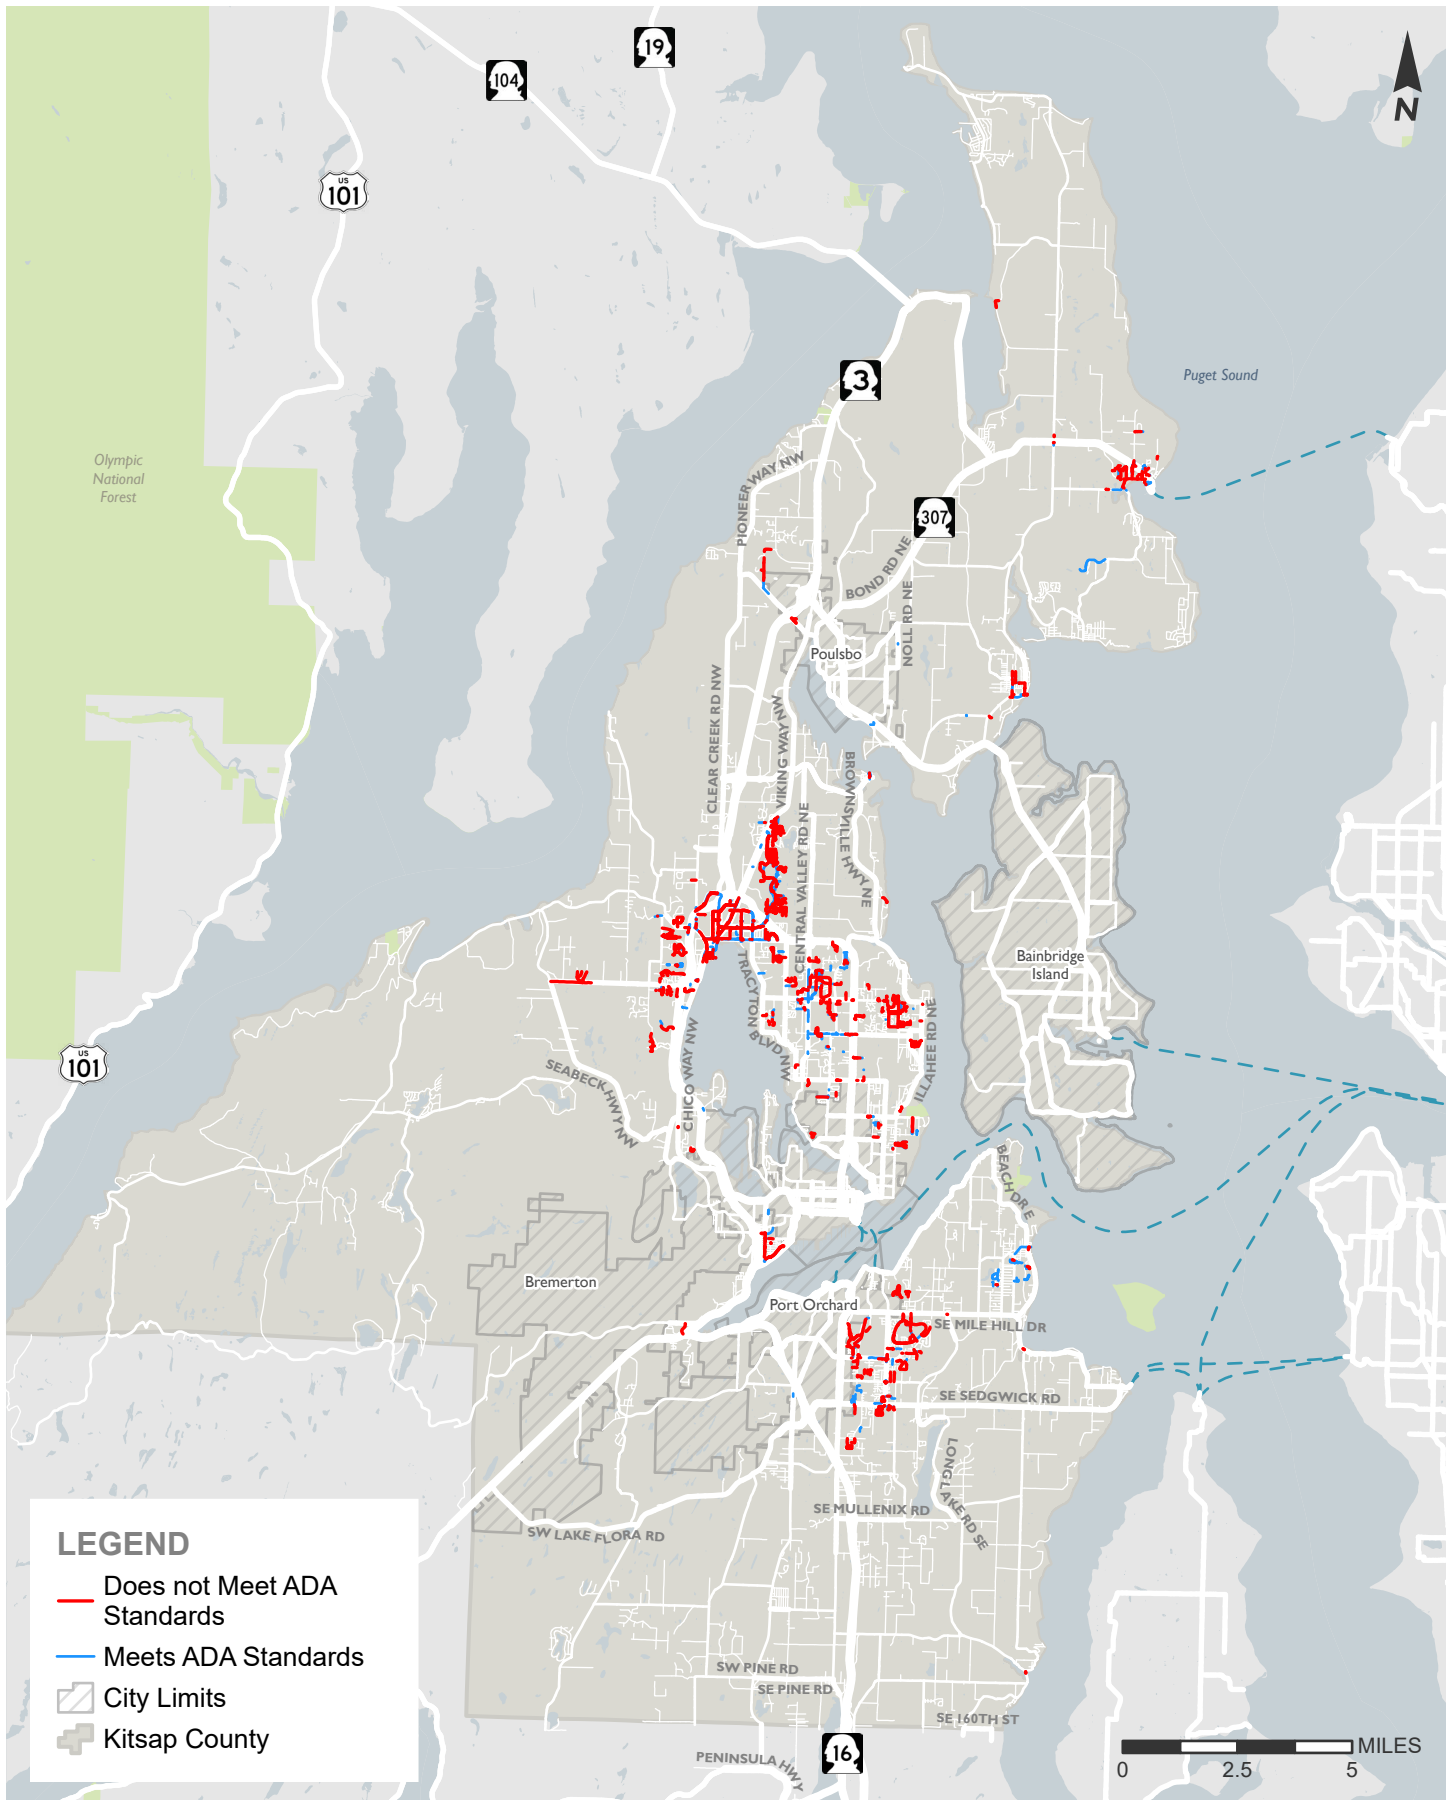 19
104
N
US
101
3
Puget Sound
Olympic
National
Forest
PIONEER WAY NW
307
BOND RD NE
NOLL RD NE
Poulsbo
CLEAR CREEK RD NW
VIKING WAY NW
BROWNSVILLE HWY NE
CENTRAL VALLEY RD NE
Bainbridge
Island
TRACYTON BLVD NW
ILLAHEE RD NE
CHICO WAY NW
US
101
SEABECK HWY NW
BEACH DR E
Bremerton
Port Orchard
SE MILE HILL DR
SE SEDGWICK RD
LONG LAKE RD SE
SE MULLENIX RD
SW LAKE FLORA RD
SW PINE RD
SE PINE RD
SE 160TH ST
PENINSULA HWY
16
LEGEND
Does not Meet ADA
Standards
Meets ADA Standards
City Limits
Kitsap County
MILES
0 2.5 5